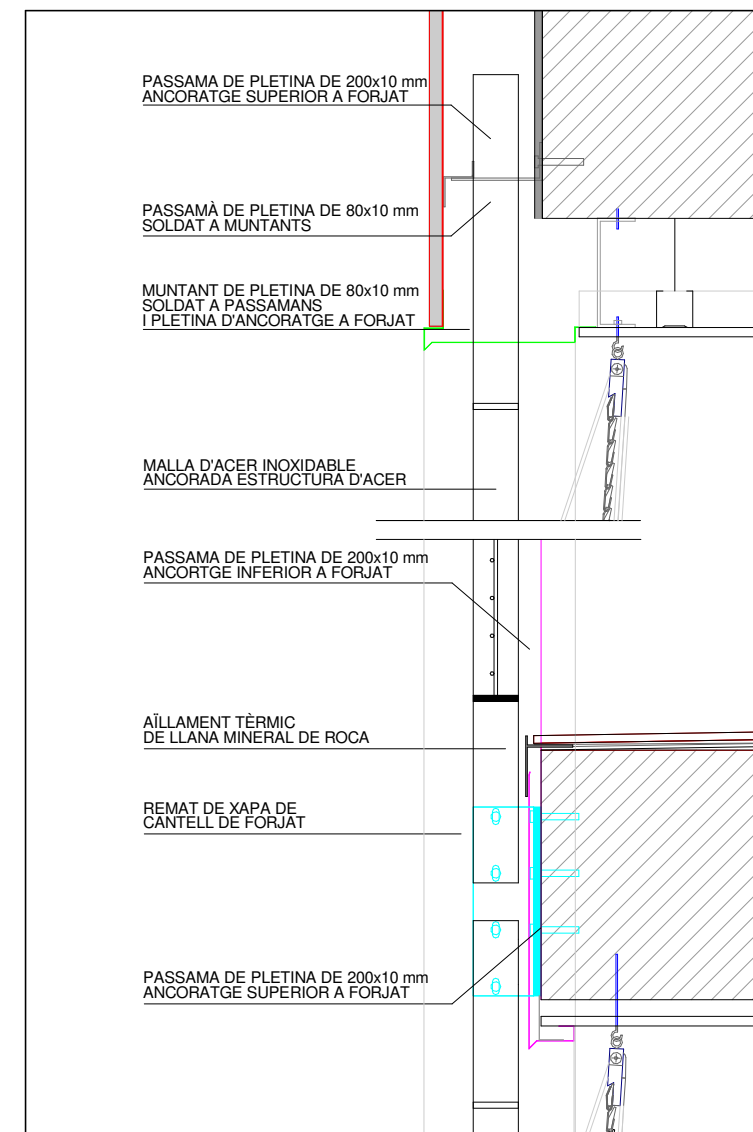 PASSAMA DE PLETINA DE 200x10 mm
ANCORATGE SUPERIOR A FORJAT
PASSAMÀ DE PLETINA DE 80x10 mm
SOLDAT A MUNTANTS
MUNTANT DE PLETINA DE 80x10 mm
SOLDAT A PASSAMANS
I PLETINA D'ANCORATGE A FORJAT
MALLA D'ACER INOXIDABLE
ANCORADA ESTRUCTURA D'ACER
PASSAMA DE PLETINA DE 200x10 mm
ANCORTGE INFERIOR A FORJAT
AÏLLAMENT TÈRMIC
DE LLANA MINERAL DE ROCA
REMAT DE XAPA DE
CANTELL DE FORJAT
PASSAMA DE PLETINA DE 200x10 mm
ANCORATGE SUPERIOR A FORJAT